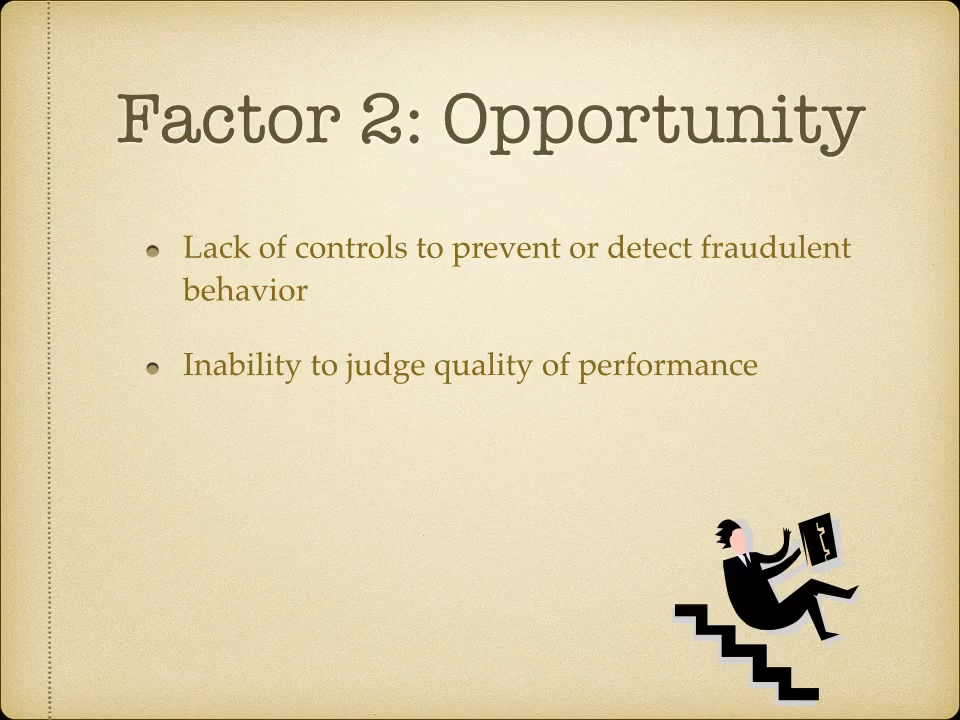 Factor 2: Opportunity
Lack of controls to prevent or detect fraudulent
behavior
Inability to judge quality of performance